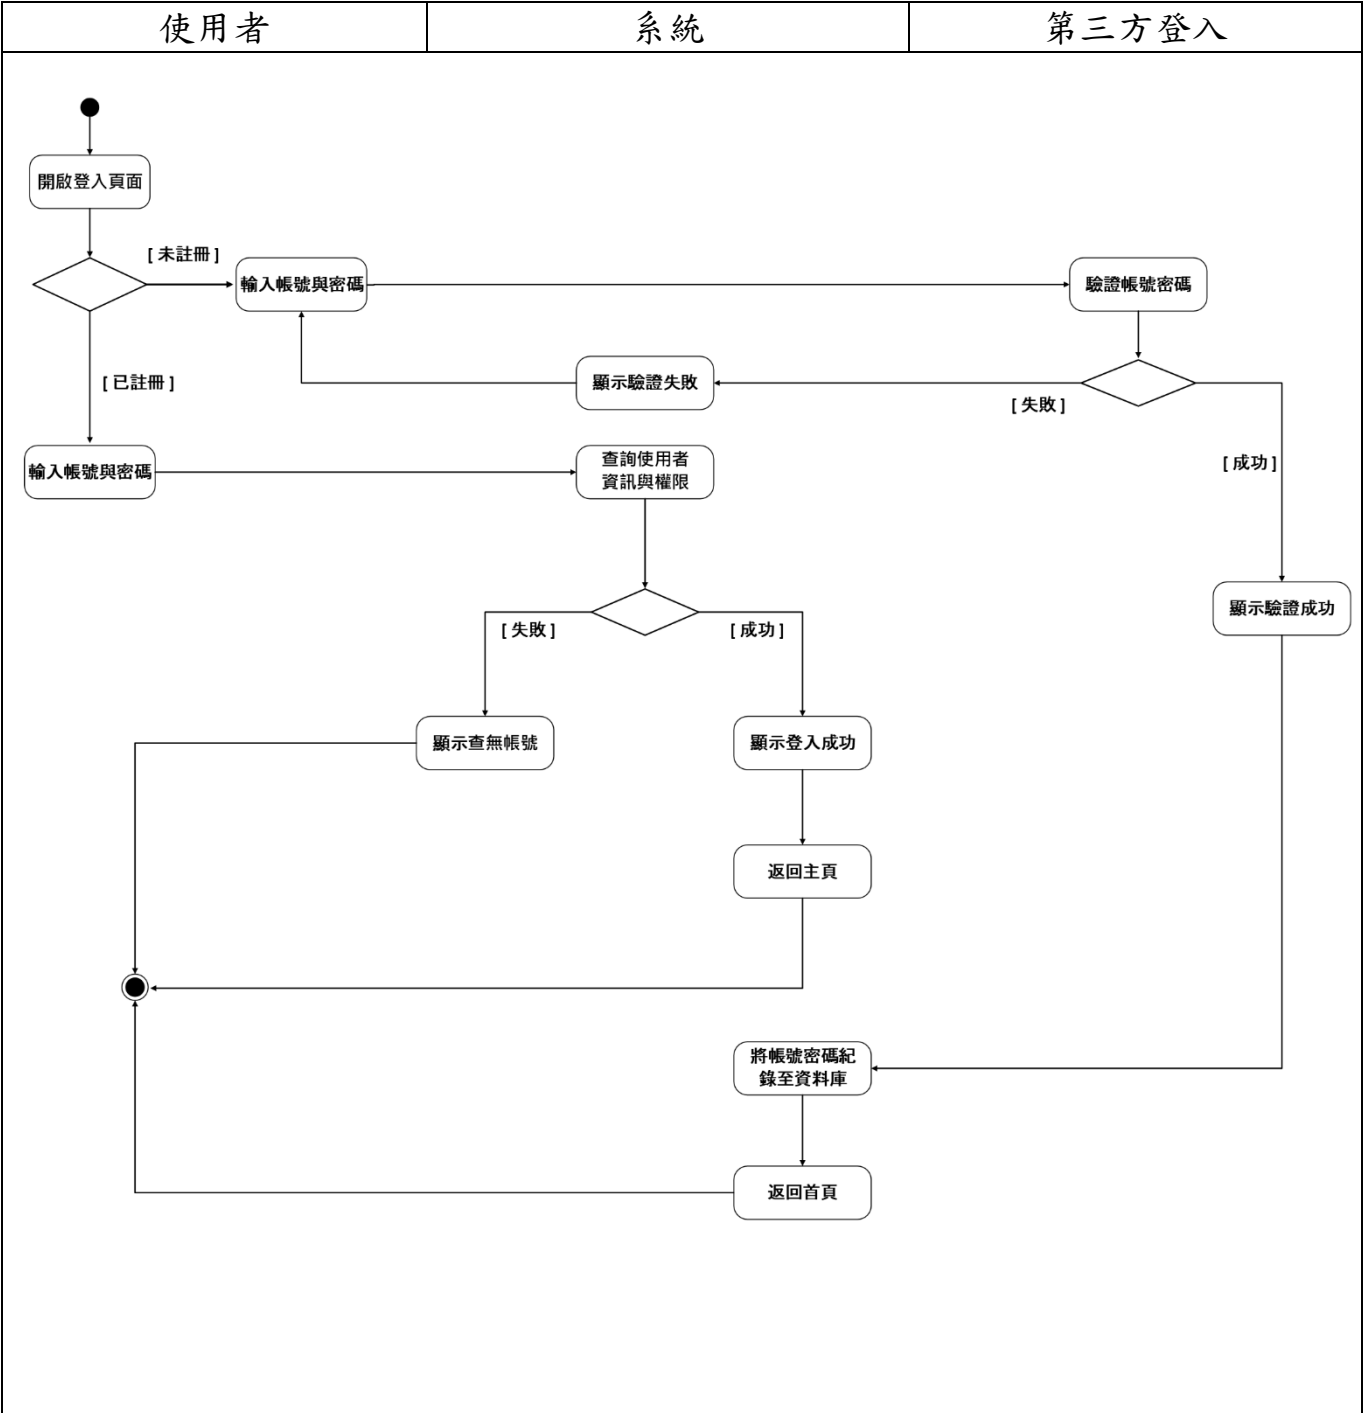 使用者
系統
第三方登入
開啟登入頁面
[ 未註冊 ]
輸入帳號與密碼
驗證帳號密碼
[ 已註冊 ]
顯示驗證失敗
[ 失敗 ]
輸入帳號與密碼
查詢使用者
資訊與權限
[ 成功 ]
[ 失敗 ]
[ 成功 ]
顯示驗證成功
顯示查無帳號
顯示登入成功
返回主頁
將帳號密碼紀
錄至資料庫
返回首頁